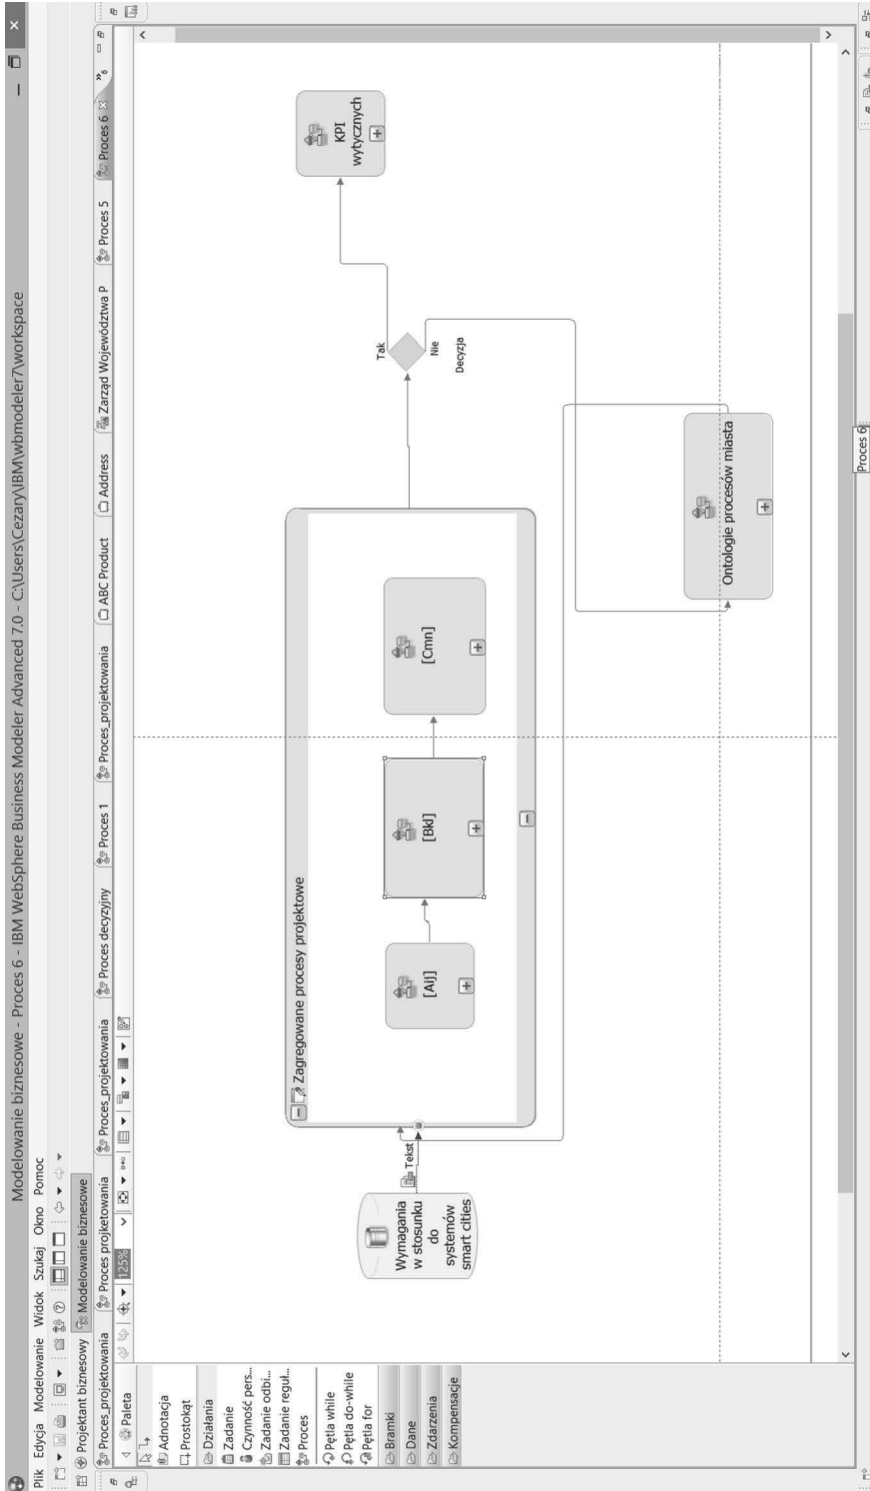 Modelowanie biznesowe - Proces 6 - IBM WebSphere Business Modeler Advanced 7.0 - C:\Users\Cezary\IBM\wbmodeler7\workspace
Plik Edycja Modelowanie Widok Szukaj Okno Pomoc
Projektant biznesowy Modelowanie biznesowe
Proces_projektowania Proces projketowania Proces_projektowania Proces decyzyjny Proces 1 Proces_projektowania ABC Product Address Zarząd Województwa P Proces 5 Proces 6 »6
Paleta
125%
Adnotacja
Prostokąt
Działania
Zadanie
Czynność pers...
Zadanie odbi...
Zadanie reguł...
Proces
Pętla while
Pętla do-while
Pętla for
Bramki
Dane
Zdarzenia
Kompensacje
Wymagania
w stosunku
do
systemów
smart cities
Tekst
Zagregowane procesy projektowe
[Aij]
[Bkl]
[Cmn]
Tak
Nie
Decyzja
KPI
wytycznych
Ontologie procesów miasta
Proces 6